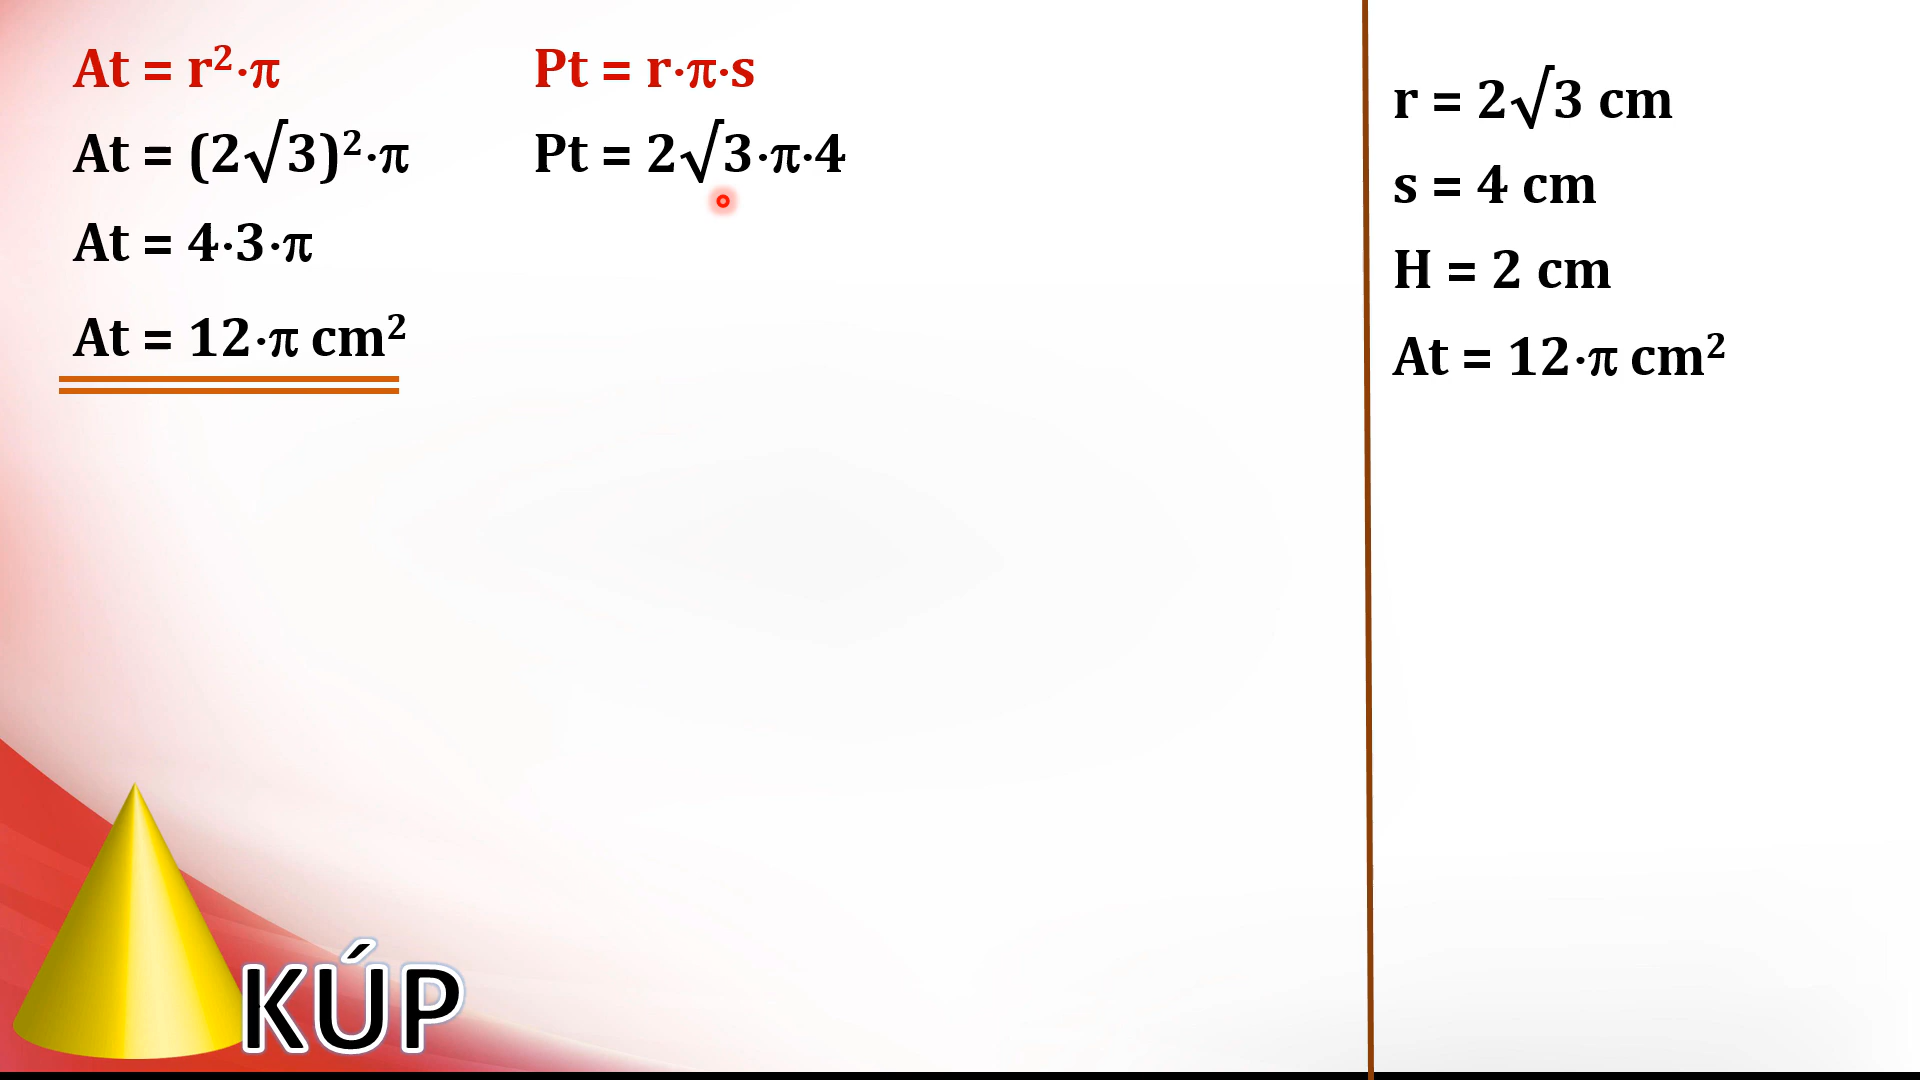 At = r²·π
At = (2√3)²·π
At = 4·3·π
At = 12·π cm²
Pt = r·π·s
Pt = 2√3·π·4
r = 2√3 cm
s = 4 cm
H = 2 cm
At = 12·π cm²
KÚP